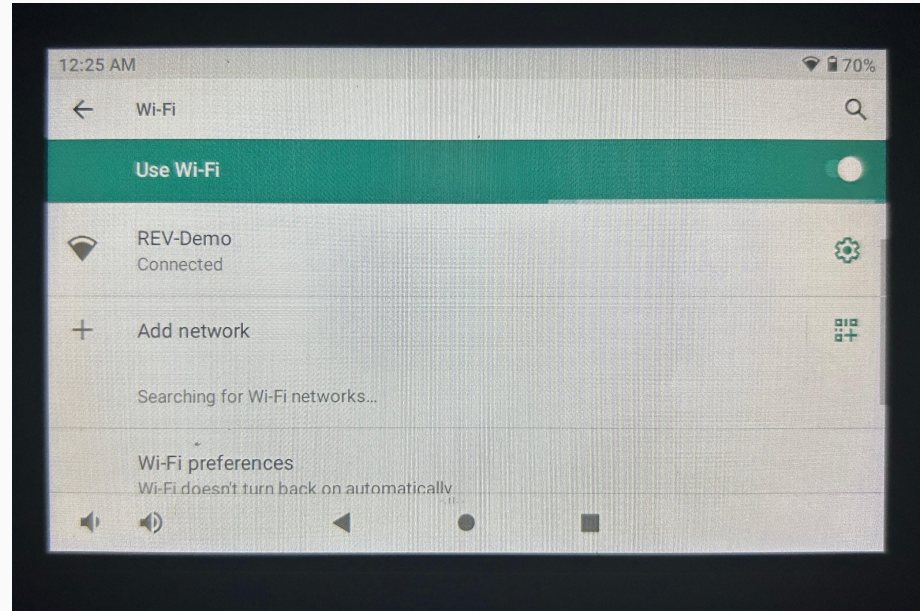 12:25 AM 70%
Wi-Fi
Use Wi-Fi
REV-Demo
Connected
Add network
Searching for Wi-Fi networks...
Wi-Fi preferences
Wi-Fi doesn't turn back on automatically